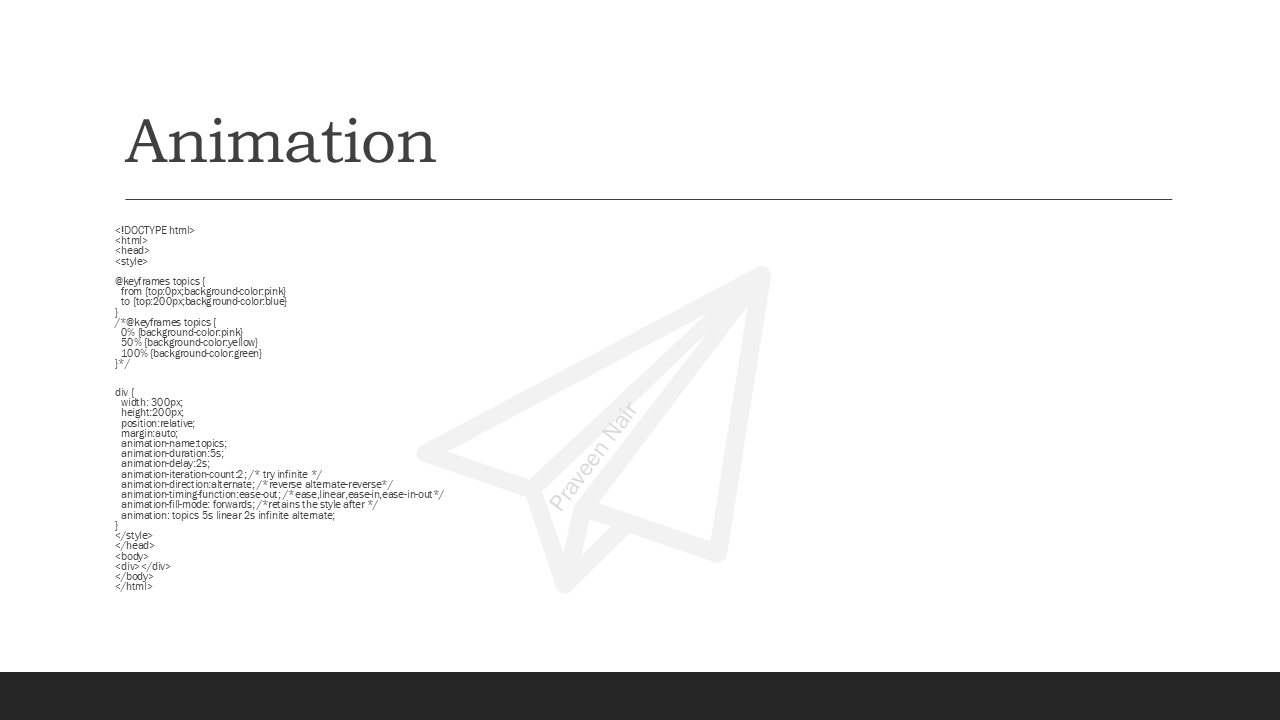 Animation
<!DOCTYPE html>
<html>
<head>
<style>
@keyframes topics {
from {top:0px;background-color:pink}
to {top:200px;background-color:blue}
}
/*@keyframes topics {
0% {background-color:pink}
50% {background-color:yellow}
100% {background-color:green}
}*/
div {
width: 300px;
height:200px;
position:relative;
margin:auto;
animation-name:topics;
animation-duration:5s;
animation-delay:2s;
animation-iteration-count:2; /* try infinite */
animation-direction:alternate; /*reverse alternate-reverse*/
animation-timing-function:ease-out; /*ease,linear,ease-in,ease-in-out*/
animation-fill-mode: forwards; /*retains the style after */
animation: topics 5s linear 2s infinite alternate;
}
</style>
</head>
<body>
<div></div>
</body>
</html>
Praveen Nair